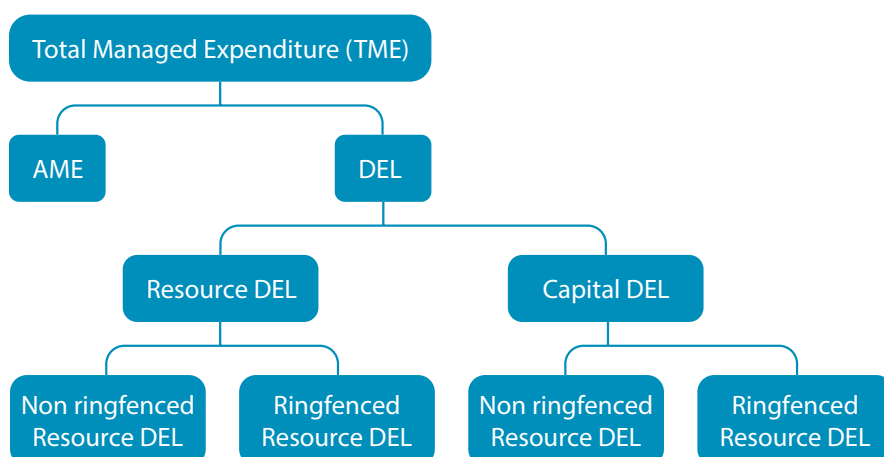 Total Managed Expenditure (TME)
AME
DEL
Resource DEL
Capital DEL
Non ringfenced
Resource DEL
Ringfenced
Resource DEL
Non ringfenced
Resource DEL
Ringfenced
Resource DEL